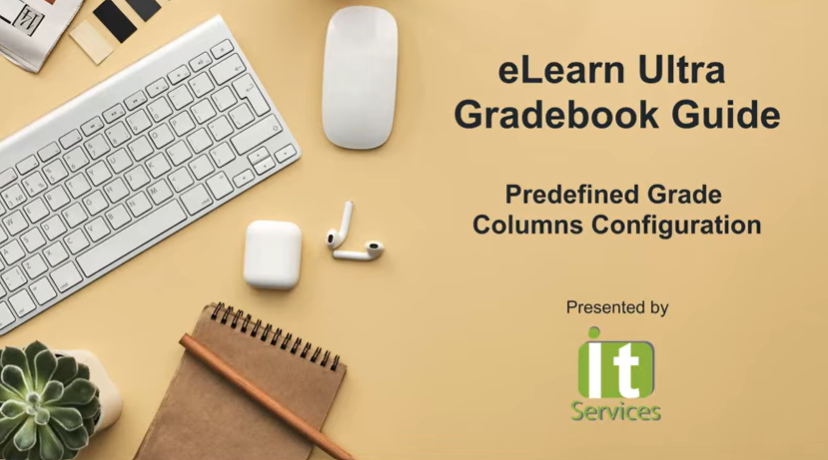 eLearn Ultra
Gradebook Guide
Predefined Grade
Columns Configuration
Presented by
it
Services